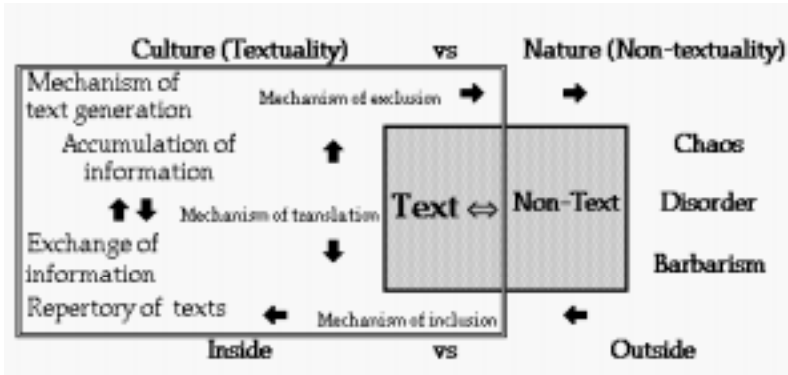 Culture (Textuality) vs Nature (Non-textuality)
Mechanism of
text generation
Mechanism of exclusion
Accumulation of
information
Chaos
Mechanism of translation
Text ⇔ Non-Text
Disorder
Exchange of
information
Barbarism
Repertory of texts
Mechanism of inclusion
Inside vs Outside